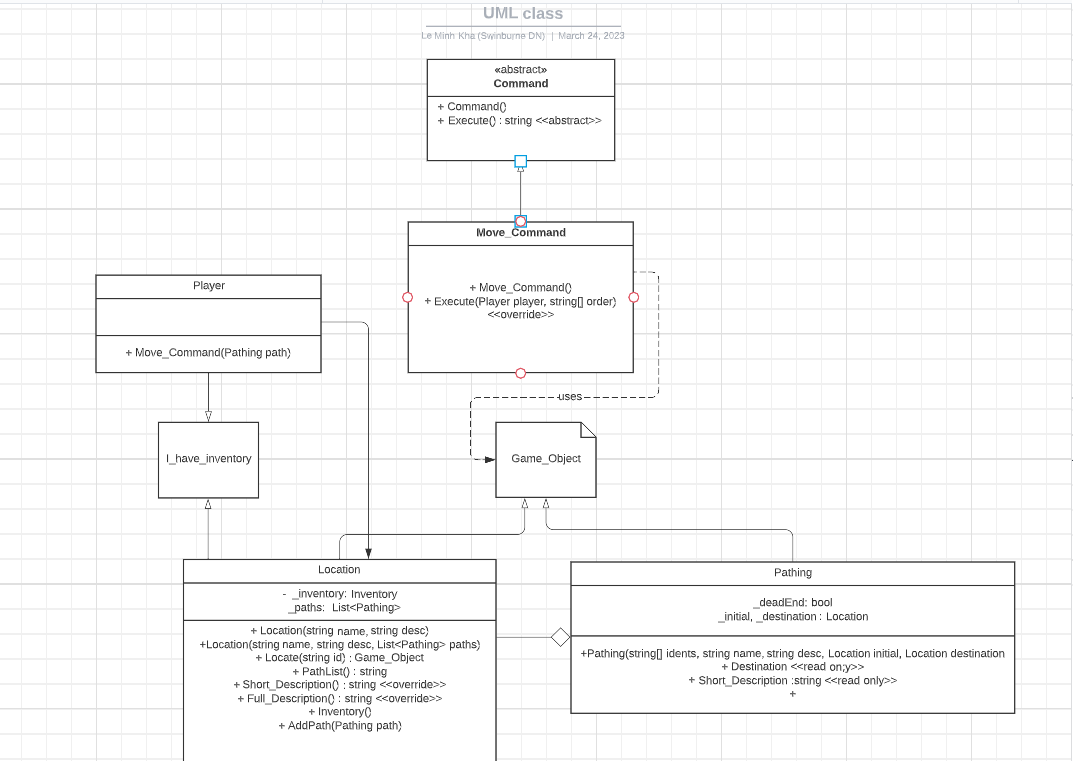 UML class
Le Minh Kha (Swinburne DN) | March 24, 2023
«abstract»
Command
+ Command()
+ Execute() : string <<abstract>>
Move_Command
+ Move_Command()
+ Execute(Player player, string[] order)
<<override>>
Player
+ Move_Command(Pathing path)
uses
I_have_inventory
Game_Object
Location
- _inventory: Inventory
_paths: List<Pathing>
+ Location(string name, string desc)
+Location(string name, string desc, List<Pathing> paths)
+ Locate(string id) : Game_Object
+ PathList() : string
+ Short_Description() : string <<override>>
+ Full_Description() : string <<override>>
+ Inventory()
+ AddPath(Pathing path)
Pathing
_deadEnd: bool
_initial, _destination : Location
+Pathing(string[] idents, string name, string desc, Location initial, Location destination
+ Destination <<read on;y>>
+ Short_Description :string <<read only>>
+